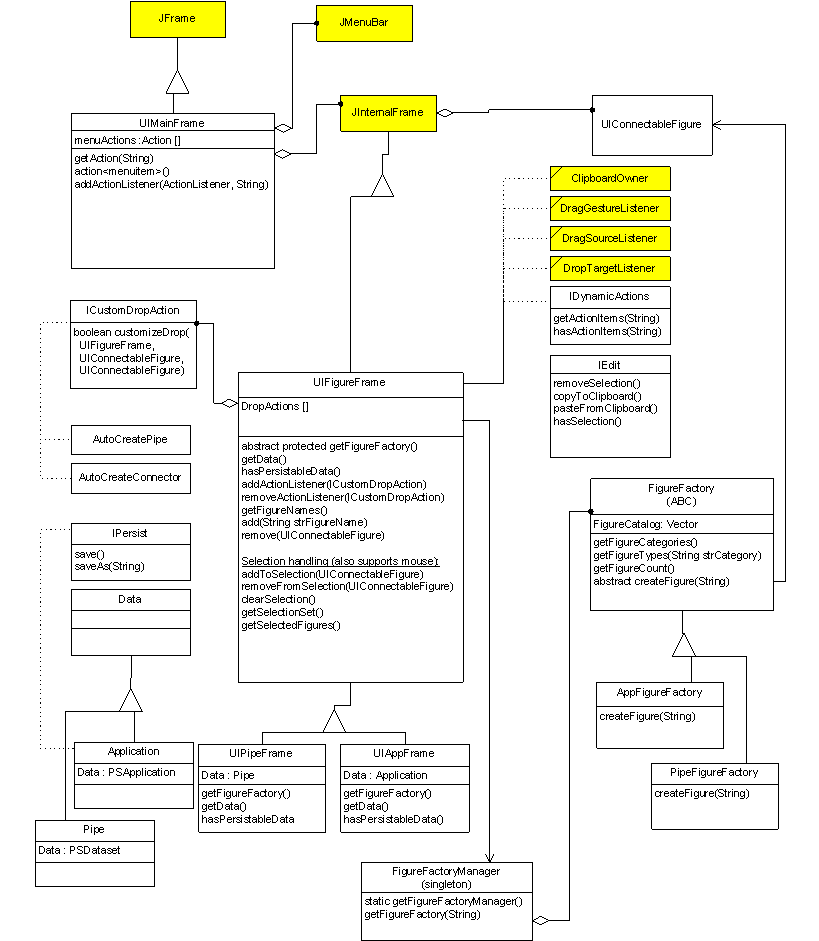 JFrame
JMenuBar
UIMainFrame
menuActions :Action []
getAction(String)
action<menuitem>()
addActionListener(ActionListener, String)
JInternalFrame
UIConnectableFigure
ClipboardOwner
DragGestureListener
DragSourceListener
DropTargetListener
IDynamicActions
getActionItems(String)
hasActionItems(String)
ICustomDropAction
boolean customizeDrop(
UIFigureFrame,
UIConnectableFigure,
UIConnectableFigure)
IEdit
removeSelection()
copyToClipboard()
pasteFromClipboard()
hasSelection()
UIFigureFrame
DropActions []
abstract protected getFigureFactory()
getData()
hasPersistableData()
addActionListener(ICustomDropAction)
removeActionListener(ICustomDropAction)
getFigureNames()
add(String strFigureName)
remove(UIConnectableFigure)
Selection handling (also supports mouse):
addToSelection(UIConnectableFigure)
removeFromSelection(UIConnectableFigure)
clearSelection()
getSelectionSet()
getSelectedFigures()
AutoCreatePipe
AutoCreateConnector
FigureFactory
(ABC)
FigureCatalog: Vector
getFigureCategories()
getFigureTypes(String strCategory)
getFigureCount()
abstract createFigure(String)
IPersist
save()
saveAs(String)
Data
AppFigureFactory
createFigure(String)
Application
Data : PSApplication
UIPipeFrame
Data : Pipe
getFigureFactory()
getData()
hasPersistableData
UIAppFrame
Data : Application
getFigureFactory()
getData()
hasPersistableData()
PipeFigureFactory
createFigure(String)
Pipe
Data : PSDataset
FigureFactoryManager
(singleton)
static getFigureFactoryManager()
getFigureFactory(String)